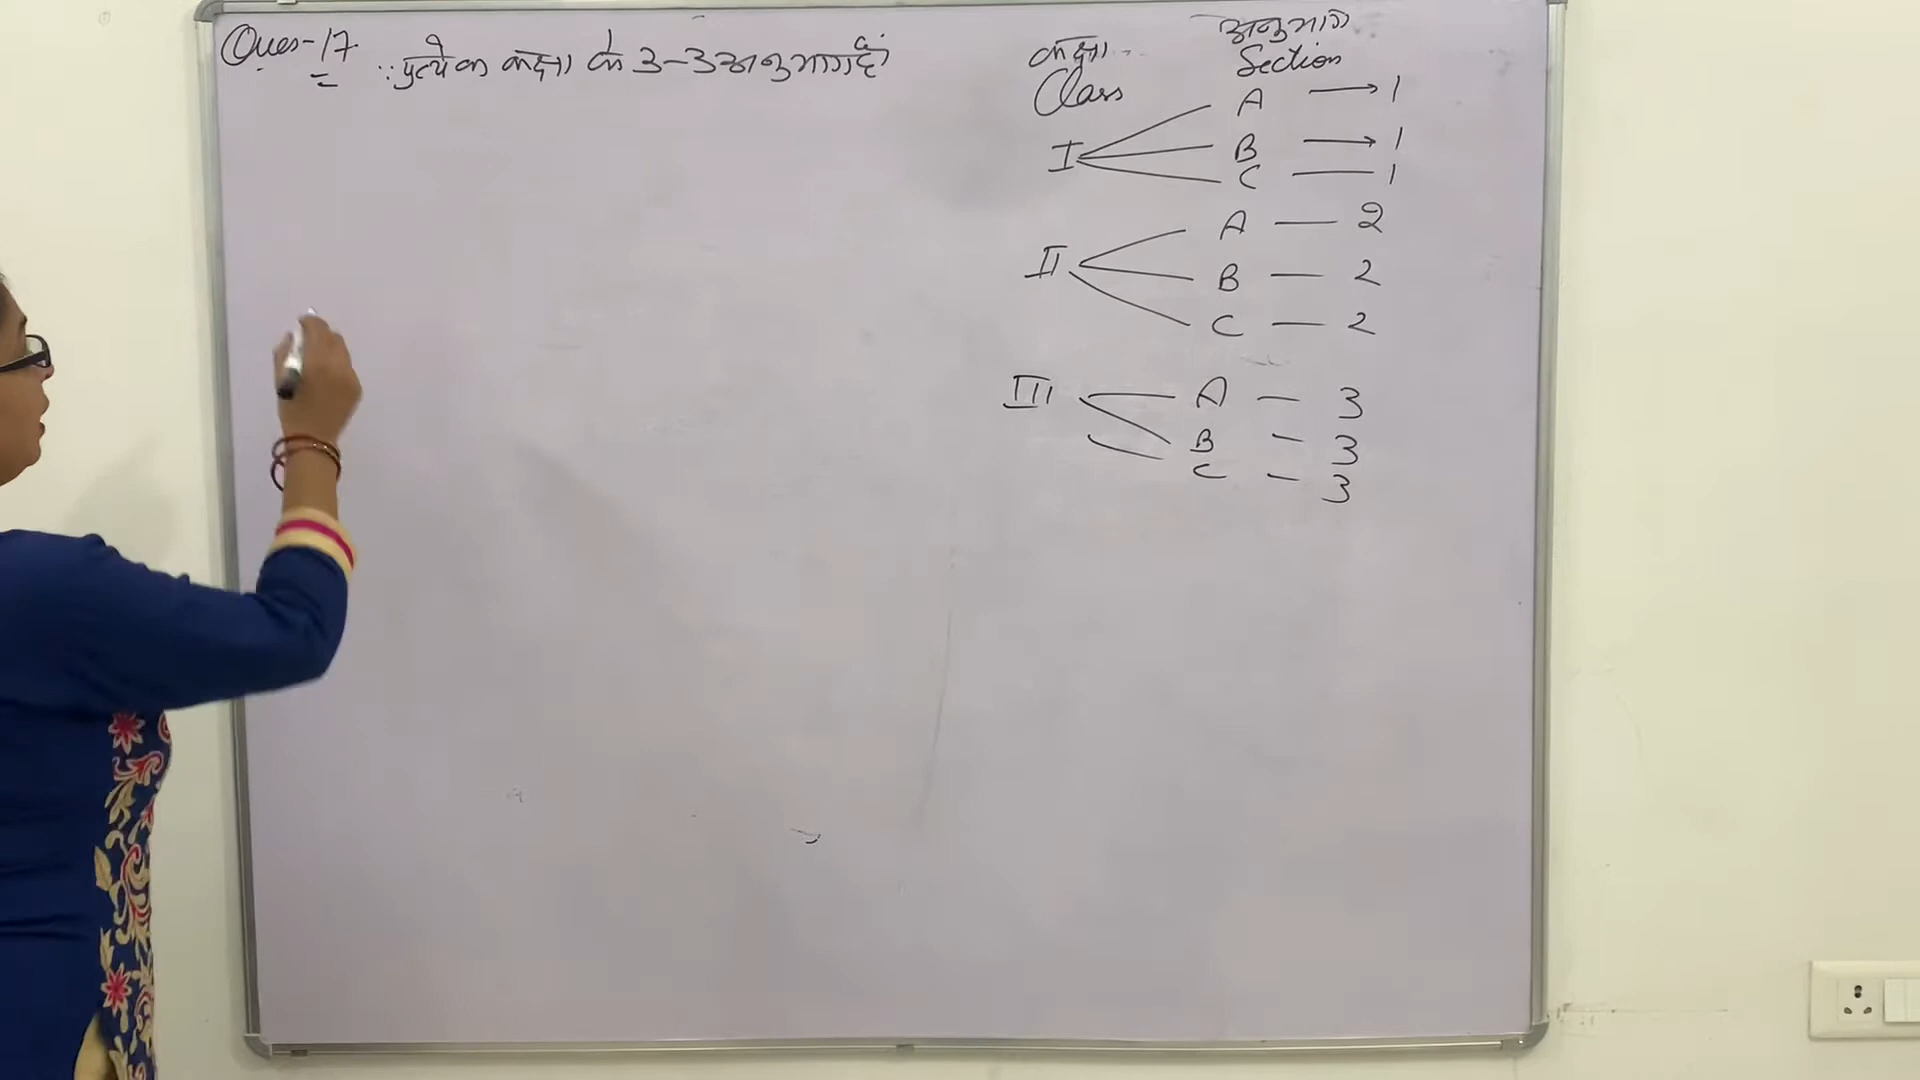 Ques-17. ∵ प्रत्येक कक्षा के 3-3 अनुभाग हैं
कक्षा
Class
अनुभाग
Section
I
A → 1
B → 1
C — 1
II
A — 2
B — 2
C — 2
III
A — 3
B — 3
C — 3